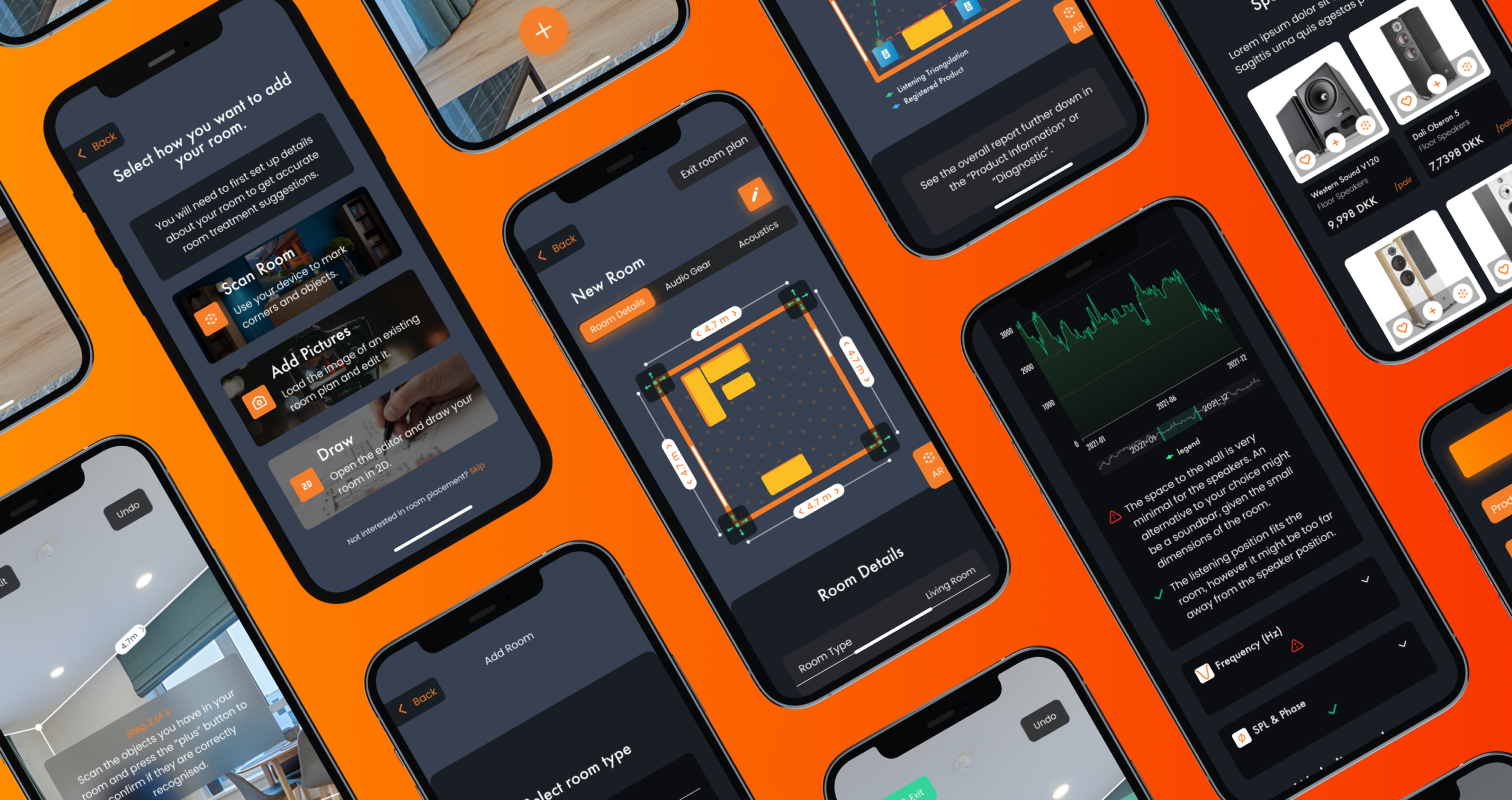 Back
Select how you want to add
your room.
You will need to first set up details
about your room to get accurate
room treatment suggestions.
Scan Room
Use your device to mark
corners and objects.
Add Pictures
Load the image of an existing
room plan and edit it.
Draw
2D
Open the editor and draw your
room in 2D.
Not interested in room placement? Skip
Undo
4.7m
Step 2 of 3
Scan the objects you have in your
room and press the "plus" button to
confirm if they are correctly
recognised.
Exit room plan
Back
New Room
Room Details
Audio Gear
Acoustics
4.7 m
4.7 m
4.7 m
4.7 m
AR
Room Details
Room Type
Living Room
Add Room
Back
Select room type
AR
Listening Triangulation
Registered Product
See the overall report further down in
the "Product Information" or
"Diagnostic".
3000
2000
1000
0
2021-01
2021-06
2021-12
2021-01
2021-12
legend
The space to the wall is very
minimal for the speakers. An
alternative to your choice might
be a soundbar, given the small
dimensions of the room.
The listening position fits the
room, however it might be too far
away from the speaker position.
Frequency (Hz)
SPL & Phase
Undo
Exit
Lorem ipsum dolor sit
Sagittis urna quis egestas
Western Sound V120
Floor Speakers
9,998 DKK
/pair
Dali Oberon 5
Floor Speakers
7,7398 DKK